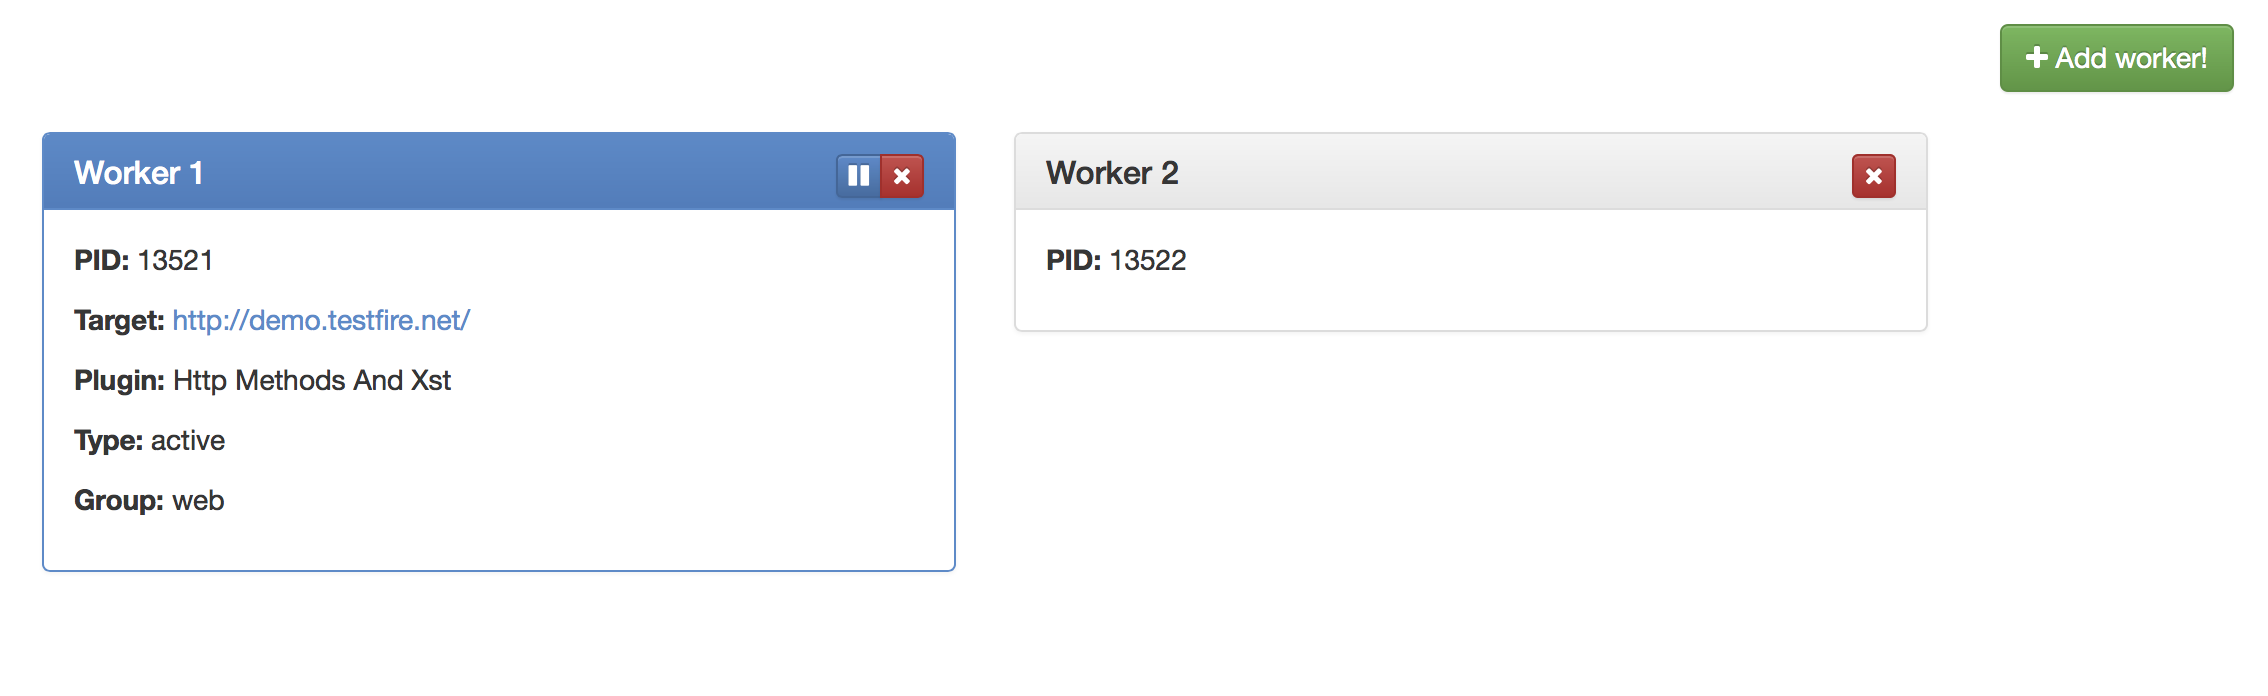 Add worker!
Worker 1
PID: 13521
Target: http://demo.testfire.net/
Plugin: Http Methods And Xst
Type: active
Group: web
Worker 2
PID: 13522